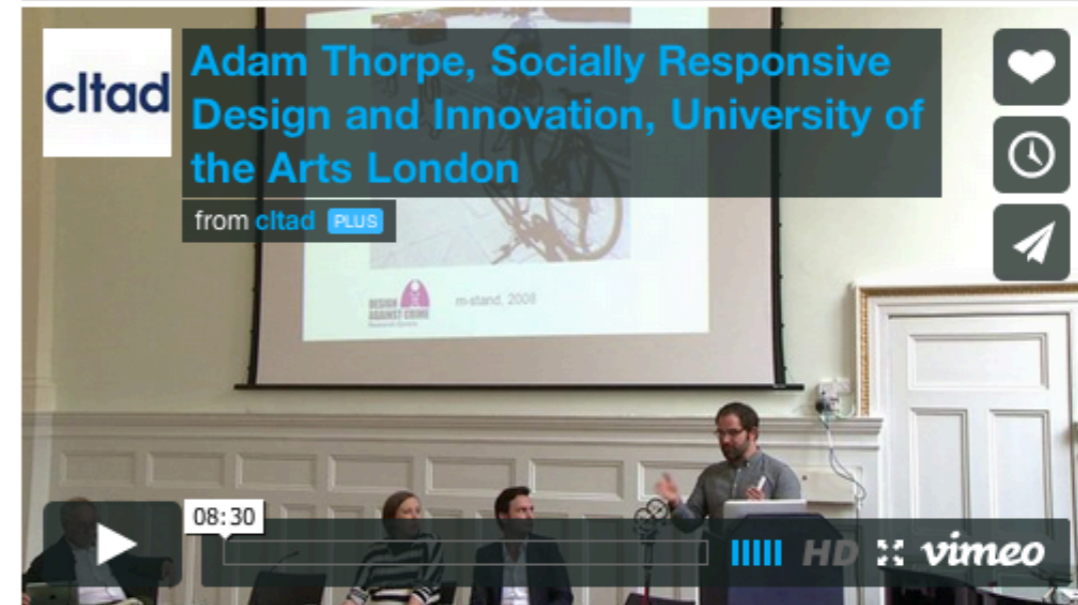 cltad
Adam Thorpe, Socially Responsive
Design and Innovation, University of
the Arts London
from cltad PLUS
DESIGN
AGAINST CRIME
m-stand, 2008
08:30
HD vimeo